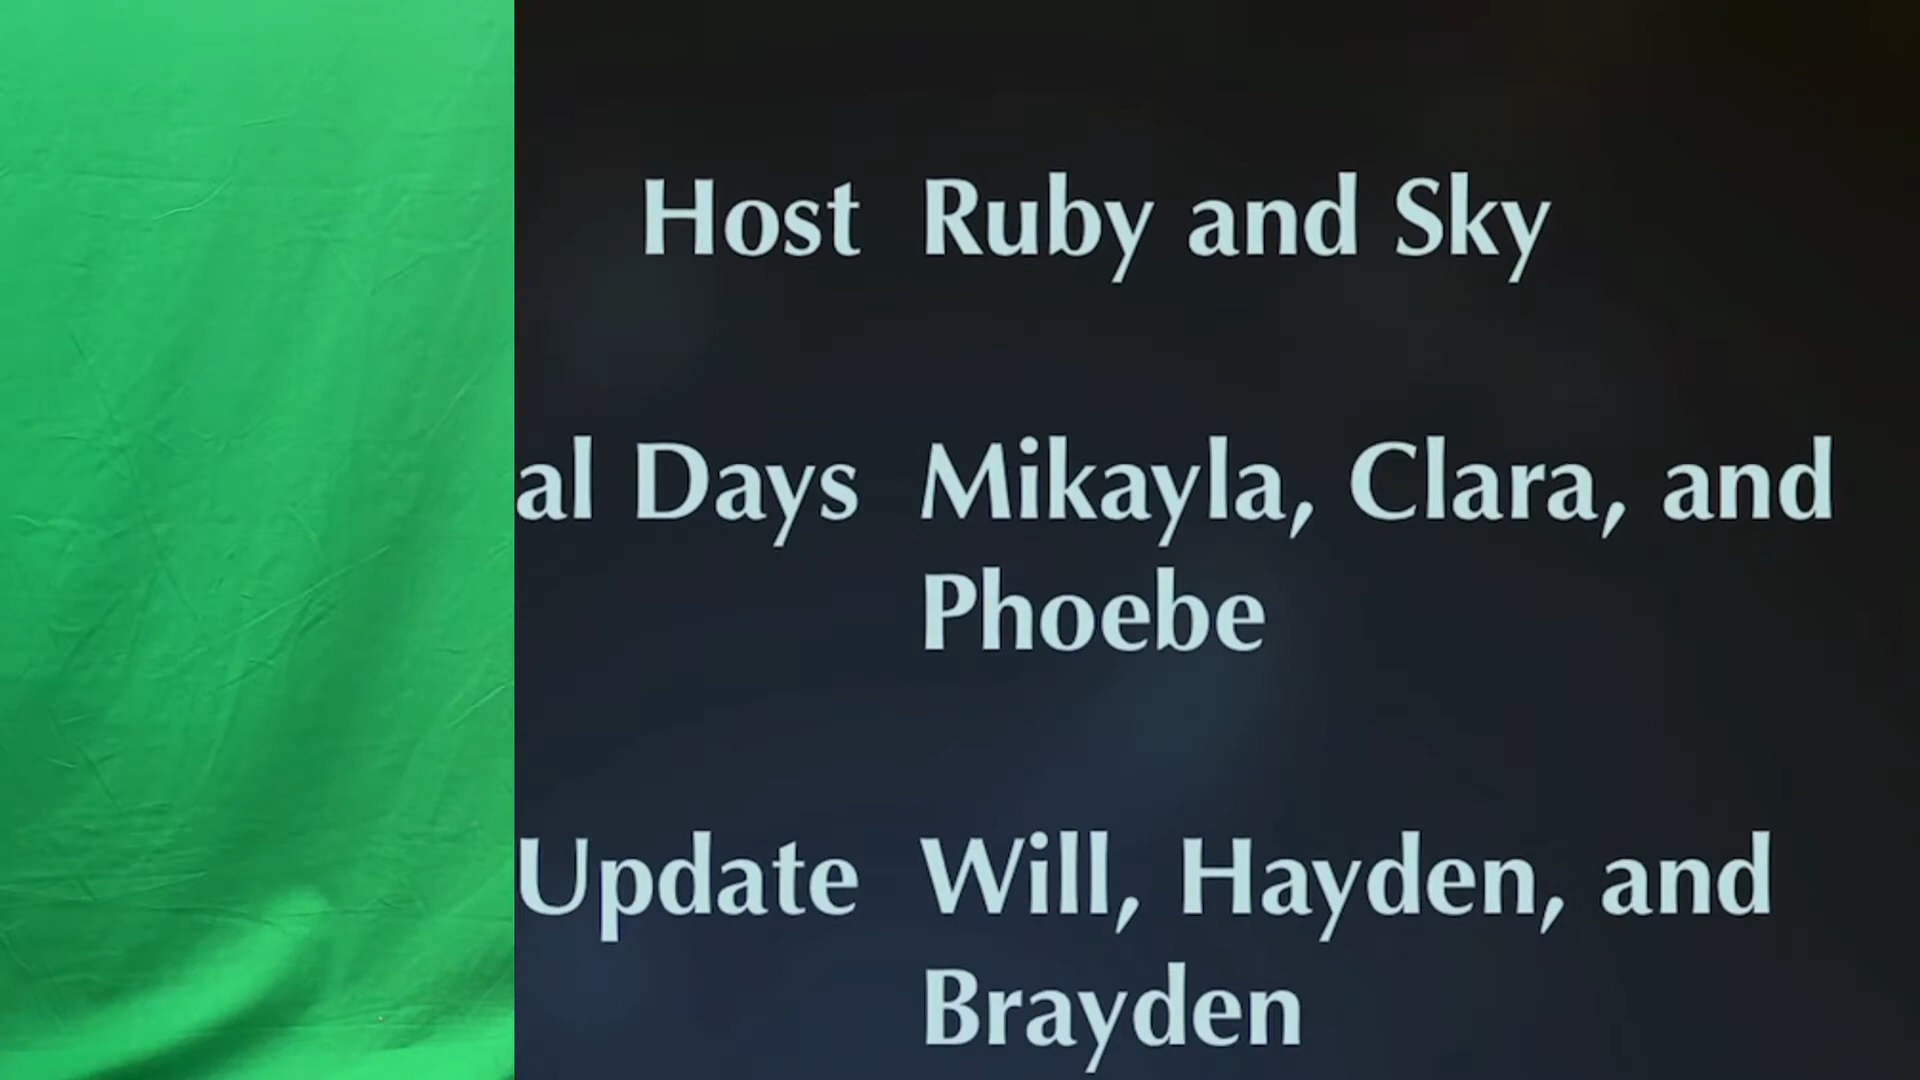 Host Ruby and Sky
al Days Mikayla, Clara, and
Phoebe
Update Will, Hayden, and
Brayden